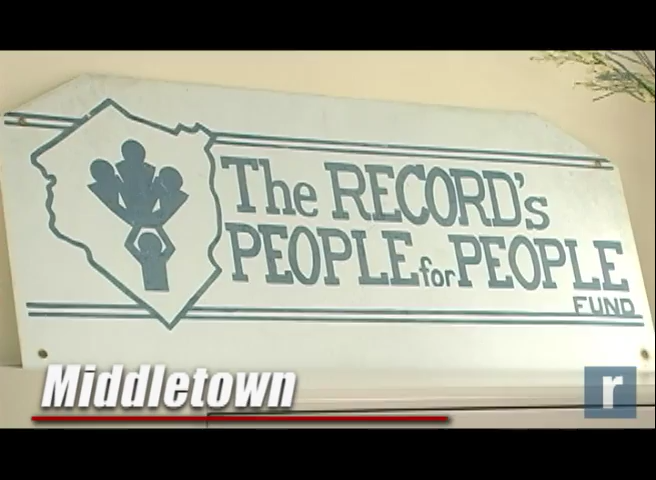 The RECORD's
PEOPLE for PEOPLE
FUND
Middletown
r